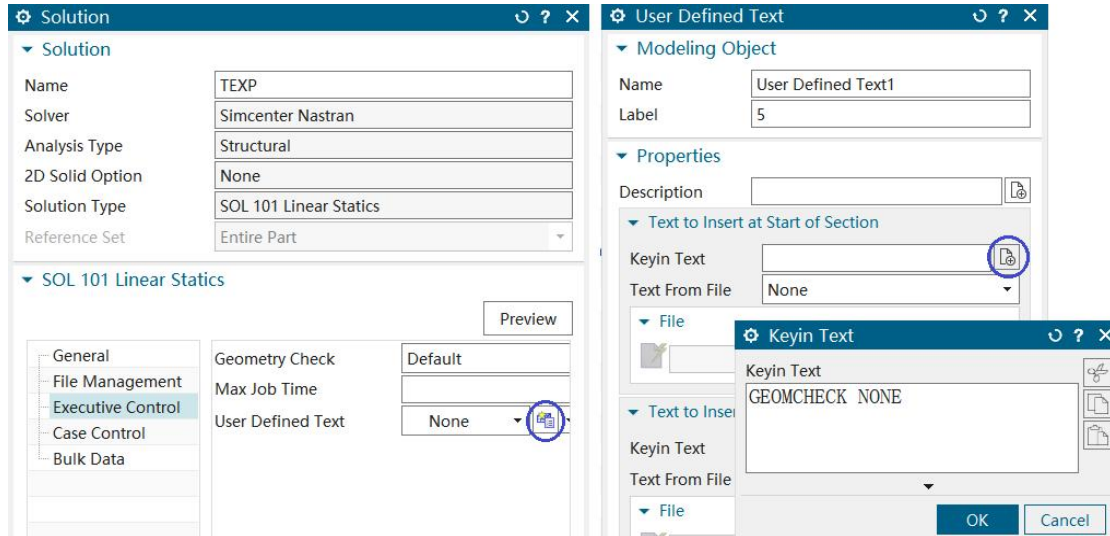 Solution
Solution
Name TEXP
Solver Simcenter Nastran
Analysis Type Structural
2D Solid Option None
Solution Type SOL 101 Linear Statics
Reference Set Entire Part
SOL 101 Linear Statics
Preview
General
File Management
Executive Control
Case Control
Bulk Data
Geometry Check Default
Max Job Time
User Defined Text None
User Defined Text
Modeling Object
Name User Defined Text1
Label 5
Properties
Description
Text to Insert at Start of Section
Keyin Text
Text From File None
File
Text to Inser
Keyin Text
Text From File
File
Keyin Text
Keyin Text
GEOMCHECK NONE
OK Cancel